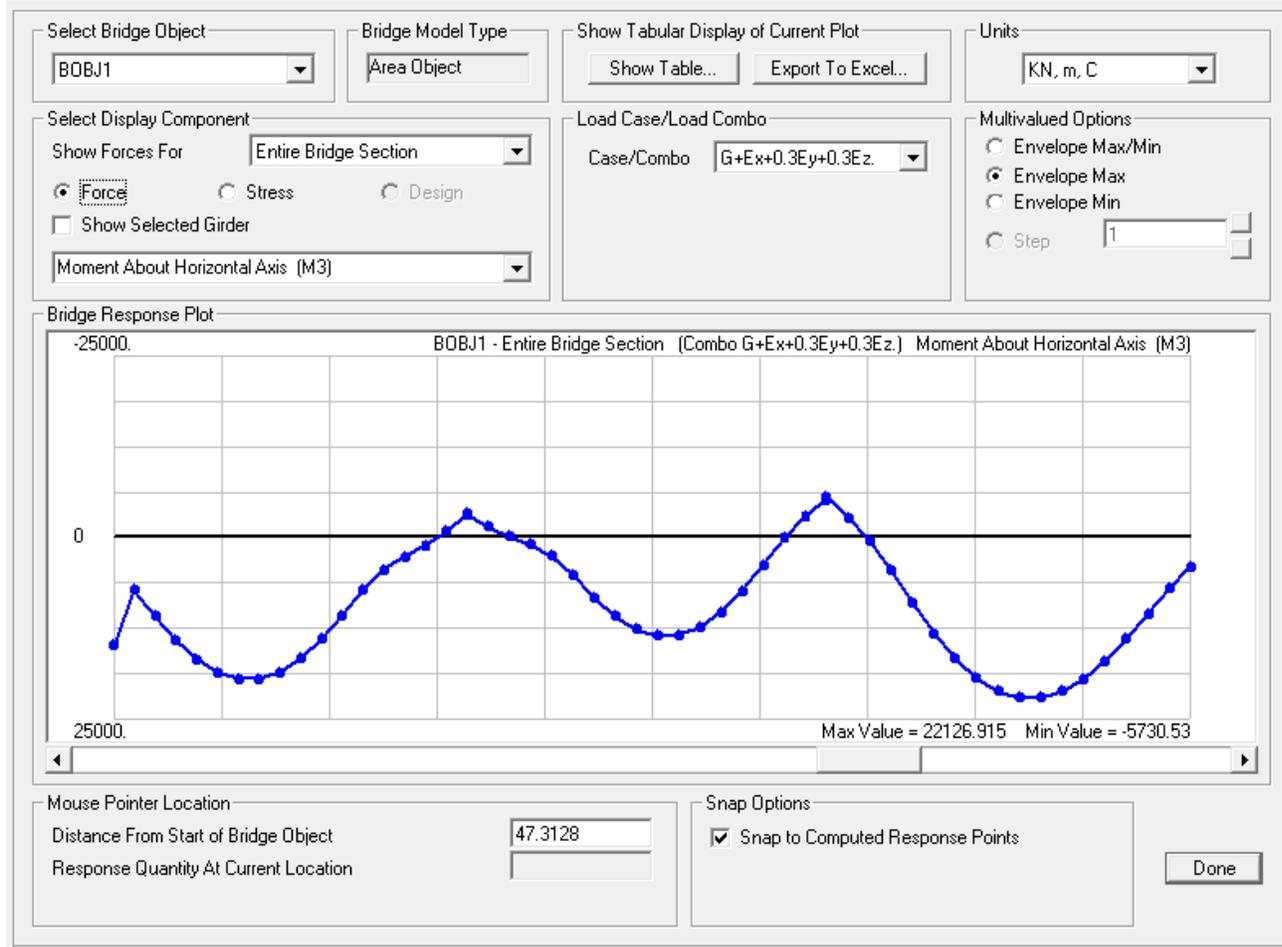 Select Bridge Object
BOBJ1
Bridge Model Type
Area Object
Show Tabular Display of Current Plot
Show Table...
Export To Excel...
Units
KN, m, C
Select Display Component
Show Forces For
Entire Bridge Section
Force
Stress
Design
Show Selected Girder
Moment About Horizontal Axis (M3)
Load Case/Load Combo
Case/Combo
G+Ex+0.3Ey+0.3Ez.
Multivalued Options
Envelope Max/Min
Envelope Max
Envelope Min
Step
1
Bridge Response Plot
-25000.
BOBJ1 - Entire Bridge Section (Combo G+Ex+0.3Ey+0.3Ez.) Moment About Horizontal Axis (M3)
0
25000.
Max Value = 22126.915 Min Value = -5730.53
Mouse Pointer Location
Distance From Start of Bridge Object
47.3128
Response Quantity At Current Location
Snap Options
Snap to Computed Response Points
Done